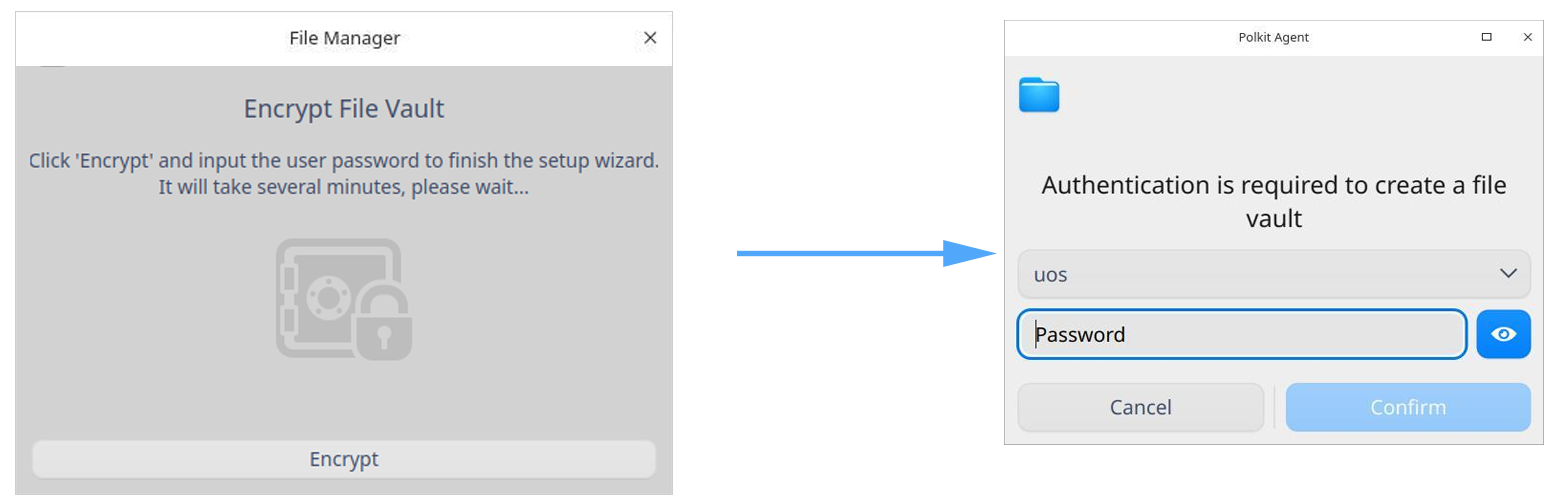 File Manager
Encrypt File Vault
Click 'Encrypt' and input the user password to finish the setup wizard.
It will take several minutes, please wait...
Encrypt
Polkit Agent
Authentication is required to create a file
vault
uos
Password
Cancel
Confirm